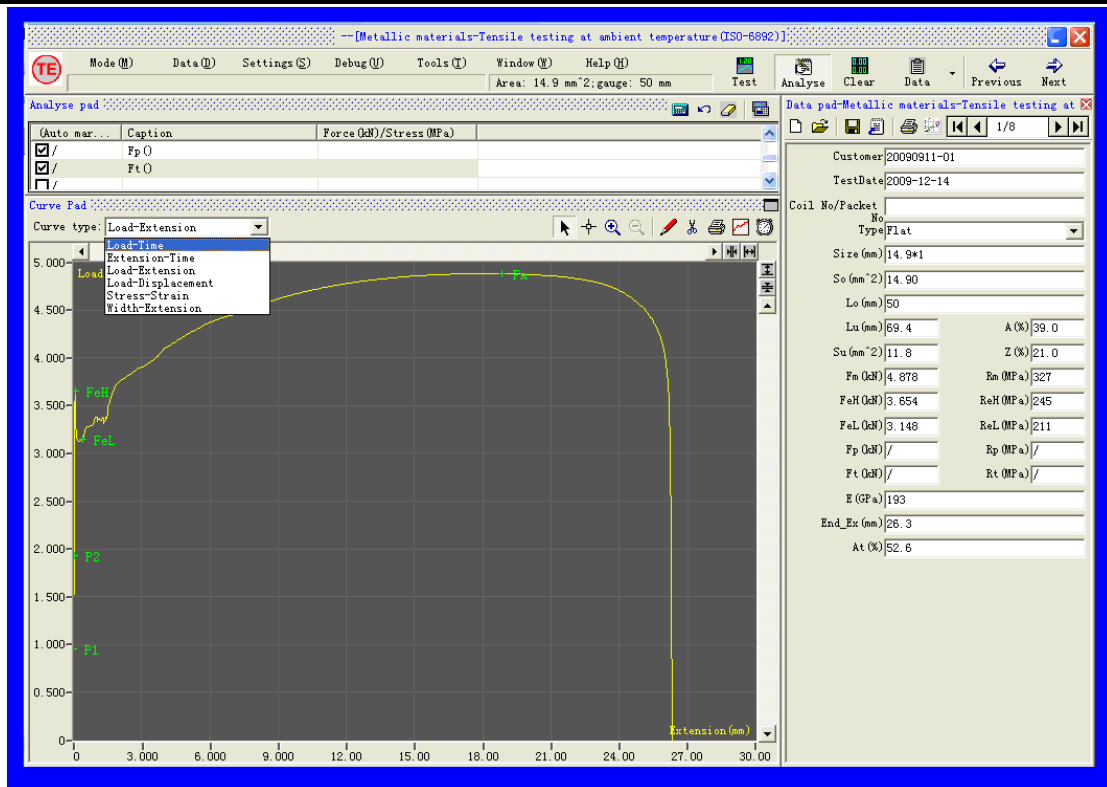 --[Metallic materials-Tensile testing at ambient temperature(ISO-6892)]
TE
Mode(M) Data(D) Settings(S) Debug(U) Tools(T) Window(W) Help(H)
Area: 14.9 mm^2;gauge: 50 mm
Test Analyse Clear Data Previous Next
Analyse pad
(Auto mar... Caption Force(kN)/Stress(MPa)
/ Fp()
/ Ft()
/
Curve Pad
Curve type: Load-Extension
Load-Time
Extension-Time
Load-Extension
Load-Displacement
Stress-Strain
Width-Extension
Load
5.000
4.500
4.000
3.500
3.000
2.500
2.000
1.500
1.000
0.500
0
Fm
FeH
FeL
P2
P1
Extension(mm)
0 3.000 6.000 9.000 12.00 15.00 18.00 21.00 24.00 27.00 30.00
Data pad-Metallic materials-Tensile testing at
1/8
Customer 20090911-01
TestDate 2009-12-14
Coil No/Packet No
Type Flat
Size(mm) 14.9*1
So(mm^2) 14.90
Lo(mm) 50
Lu(mm) 69.4 A(%) 39.0
Su(mm^2) 11.8 Z(%) 21.0
Fm(kN) 4.878 Rm(MPa) 327
FeH(kN) 3.654 ReH(MPa) 245
FeL(kN) 3.148 ReL(MPa) 211
Fp(kN) / Rp(MPa) /
Ft(kN) / Rt(MPa) /
E(GPa) 193
End_Ex(mm) 26.3
At(%) 52.6